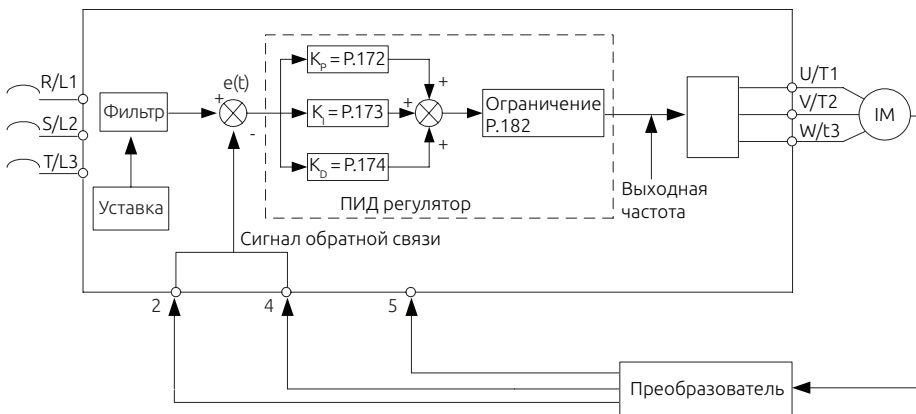 R/L1
S/L2
T/L3
Фильтр
Уставка
+
e(t)
-
K_P = P.172
K_I = P.173
K_D = P.174
+
+
+
Ограничение
P.182
ПИД регулятор
Выходная
частота
U/T1
V/T2
W/t3
IM
Сигнал обратной связи
2
4
5
Преобразователь